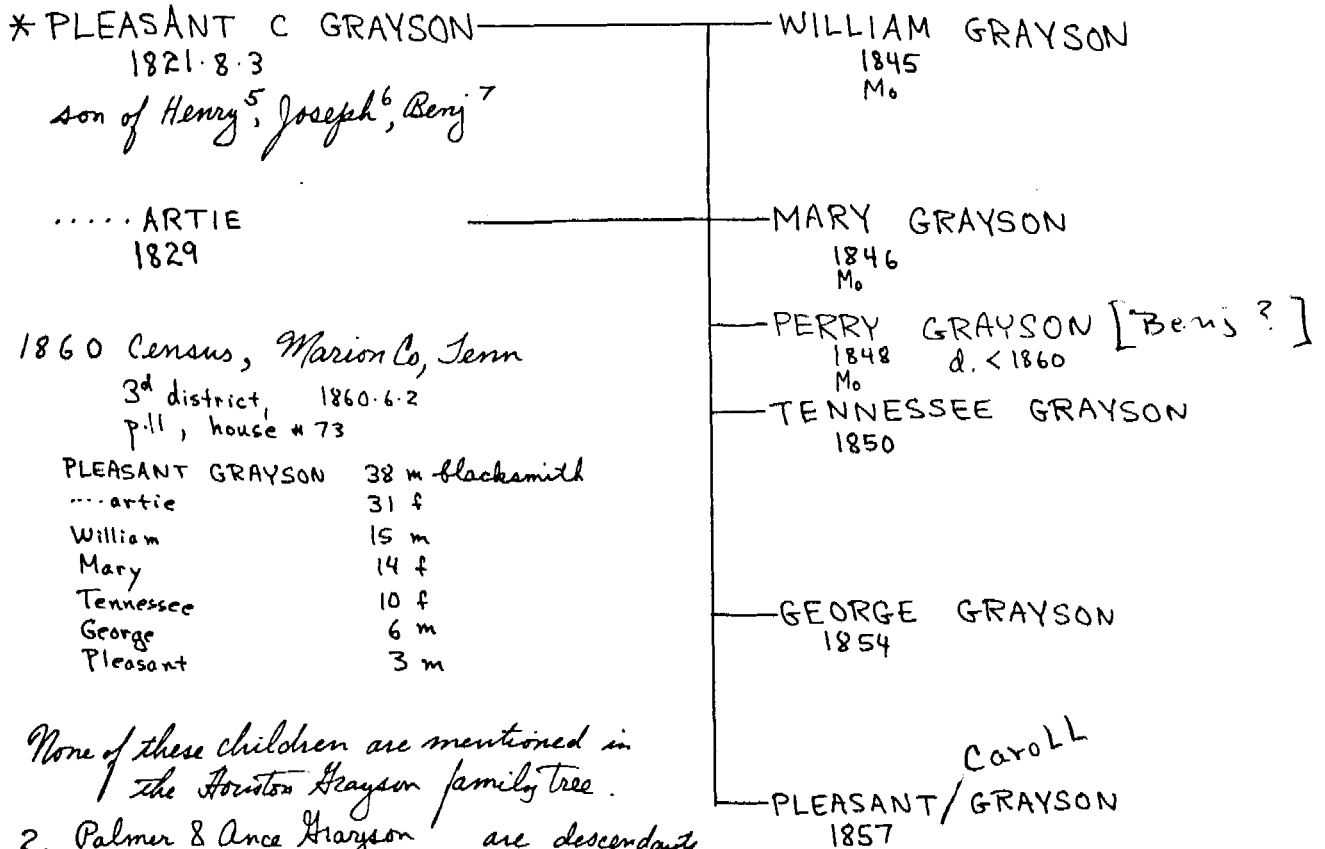 * PLEASANT C GRAYSON
1821·8·3
son of Henry⁵, Joseph⁶, Benj⁷
..... ARTIE
1829
1860 Census, Marion Co, Tenn
3d district, 1860·6·2
p.11, house # 73
PLEASANT GRAYSON 38 m blacksmith
.... artie 31 f
William 15 m
Mary 14 f
Tennessee 10 f
George 6 m
Pleasant 3 m
None of these children are mentioned in
the Houston Grayson family tree.
2. Palmer & Ance Grayson are descendants
WILLIAM GRAYSON
1845
Mo
MARY GRAYSON
1846
Mo
PERRY GRAYSON [Benj ?]
1848 d. < 1860
Mo
TENNESSEE GRAYSON
1850
GEORGE GRAYSON
1854
Caroll
PLEASANT / GRAYSON
1857